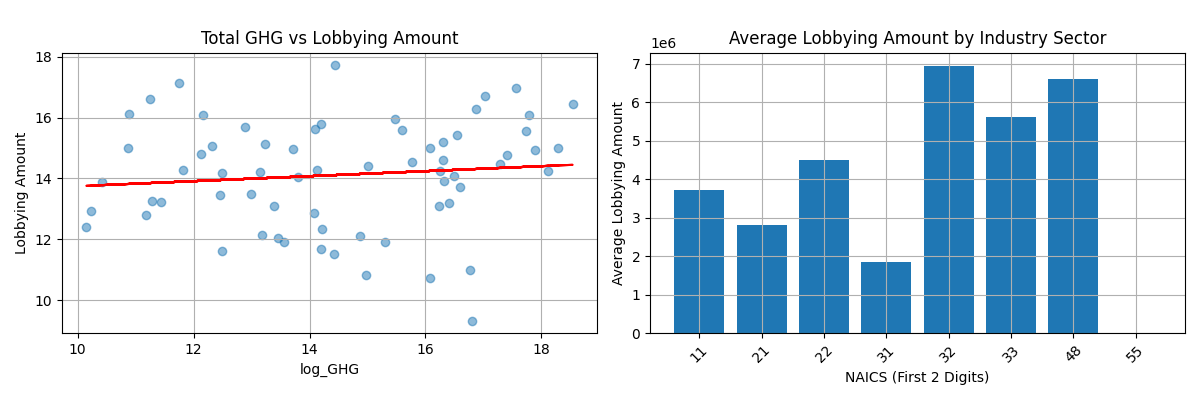 Total GHG vs Lobbying Amount
18
16
14
12
10
Lobbying Amount
10 12 14 16 18
log_GHG
Average Lobbying Amount by Industry Sector
1e6
7
6
5
4
3
2
1
0
Average Lobbying Amount
11 21 22 31 32 33 48 55
NAICS (First 2 Digits)